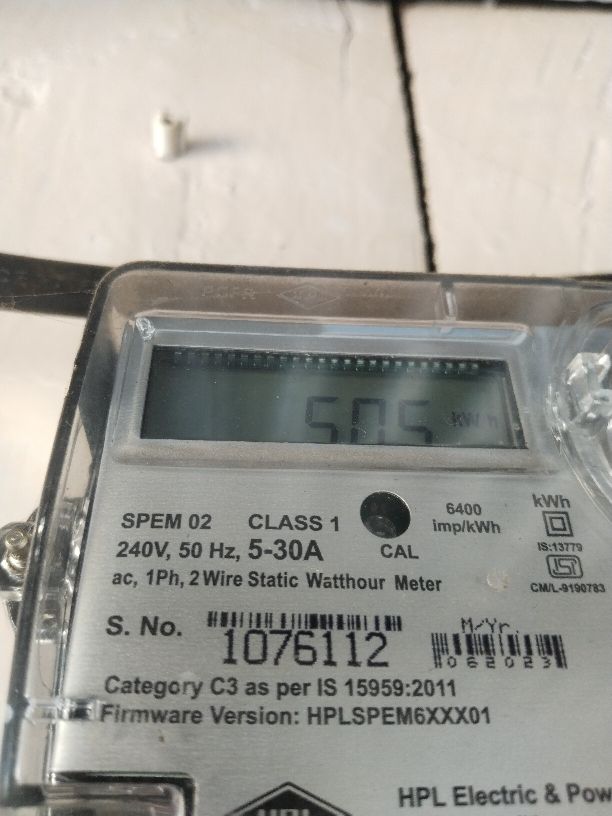 505 kWh
SPEM 02 CLASS 1
6400
imp/kWh
kWh
240V, 50 Hz, 5-30A
CAL
IS:13779
ac, 1Ph, 2 Wire Static Watthour Meter
ISI
CM/L-9190783
S. No.
1076112
M/Yr.
062023
Category C3 as per IS 15959:2011
Firmware Version: HPLSPEM6XXX01
HPL Electric & Pow
HPL